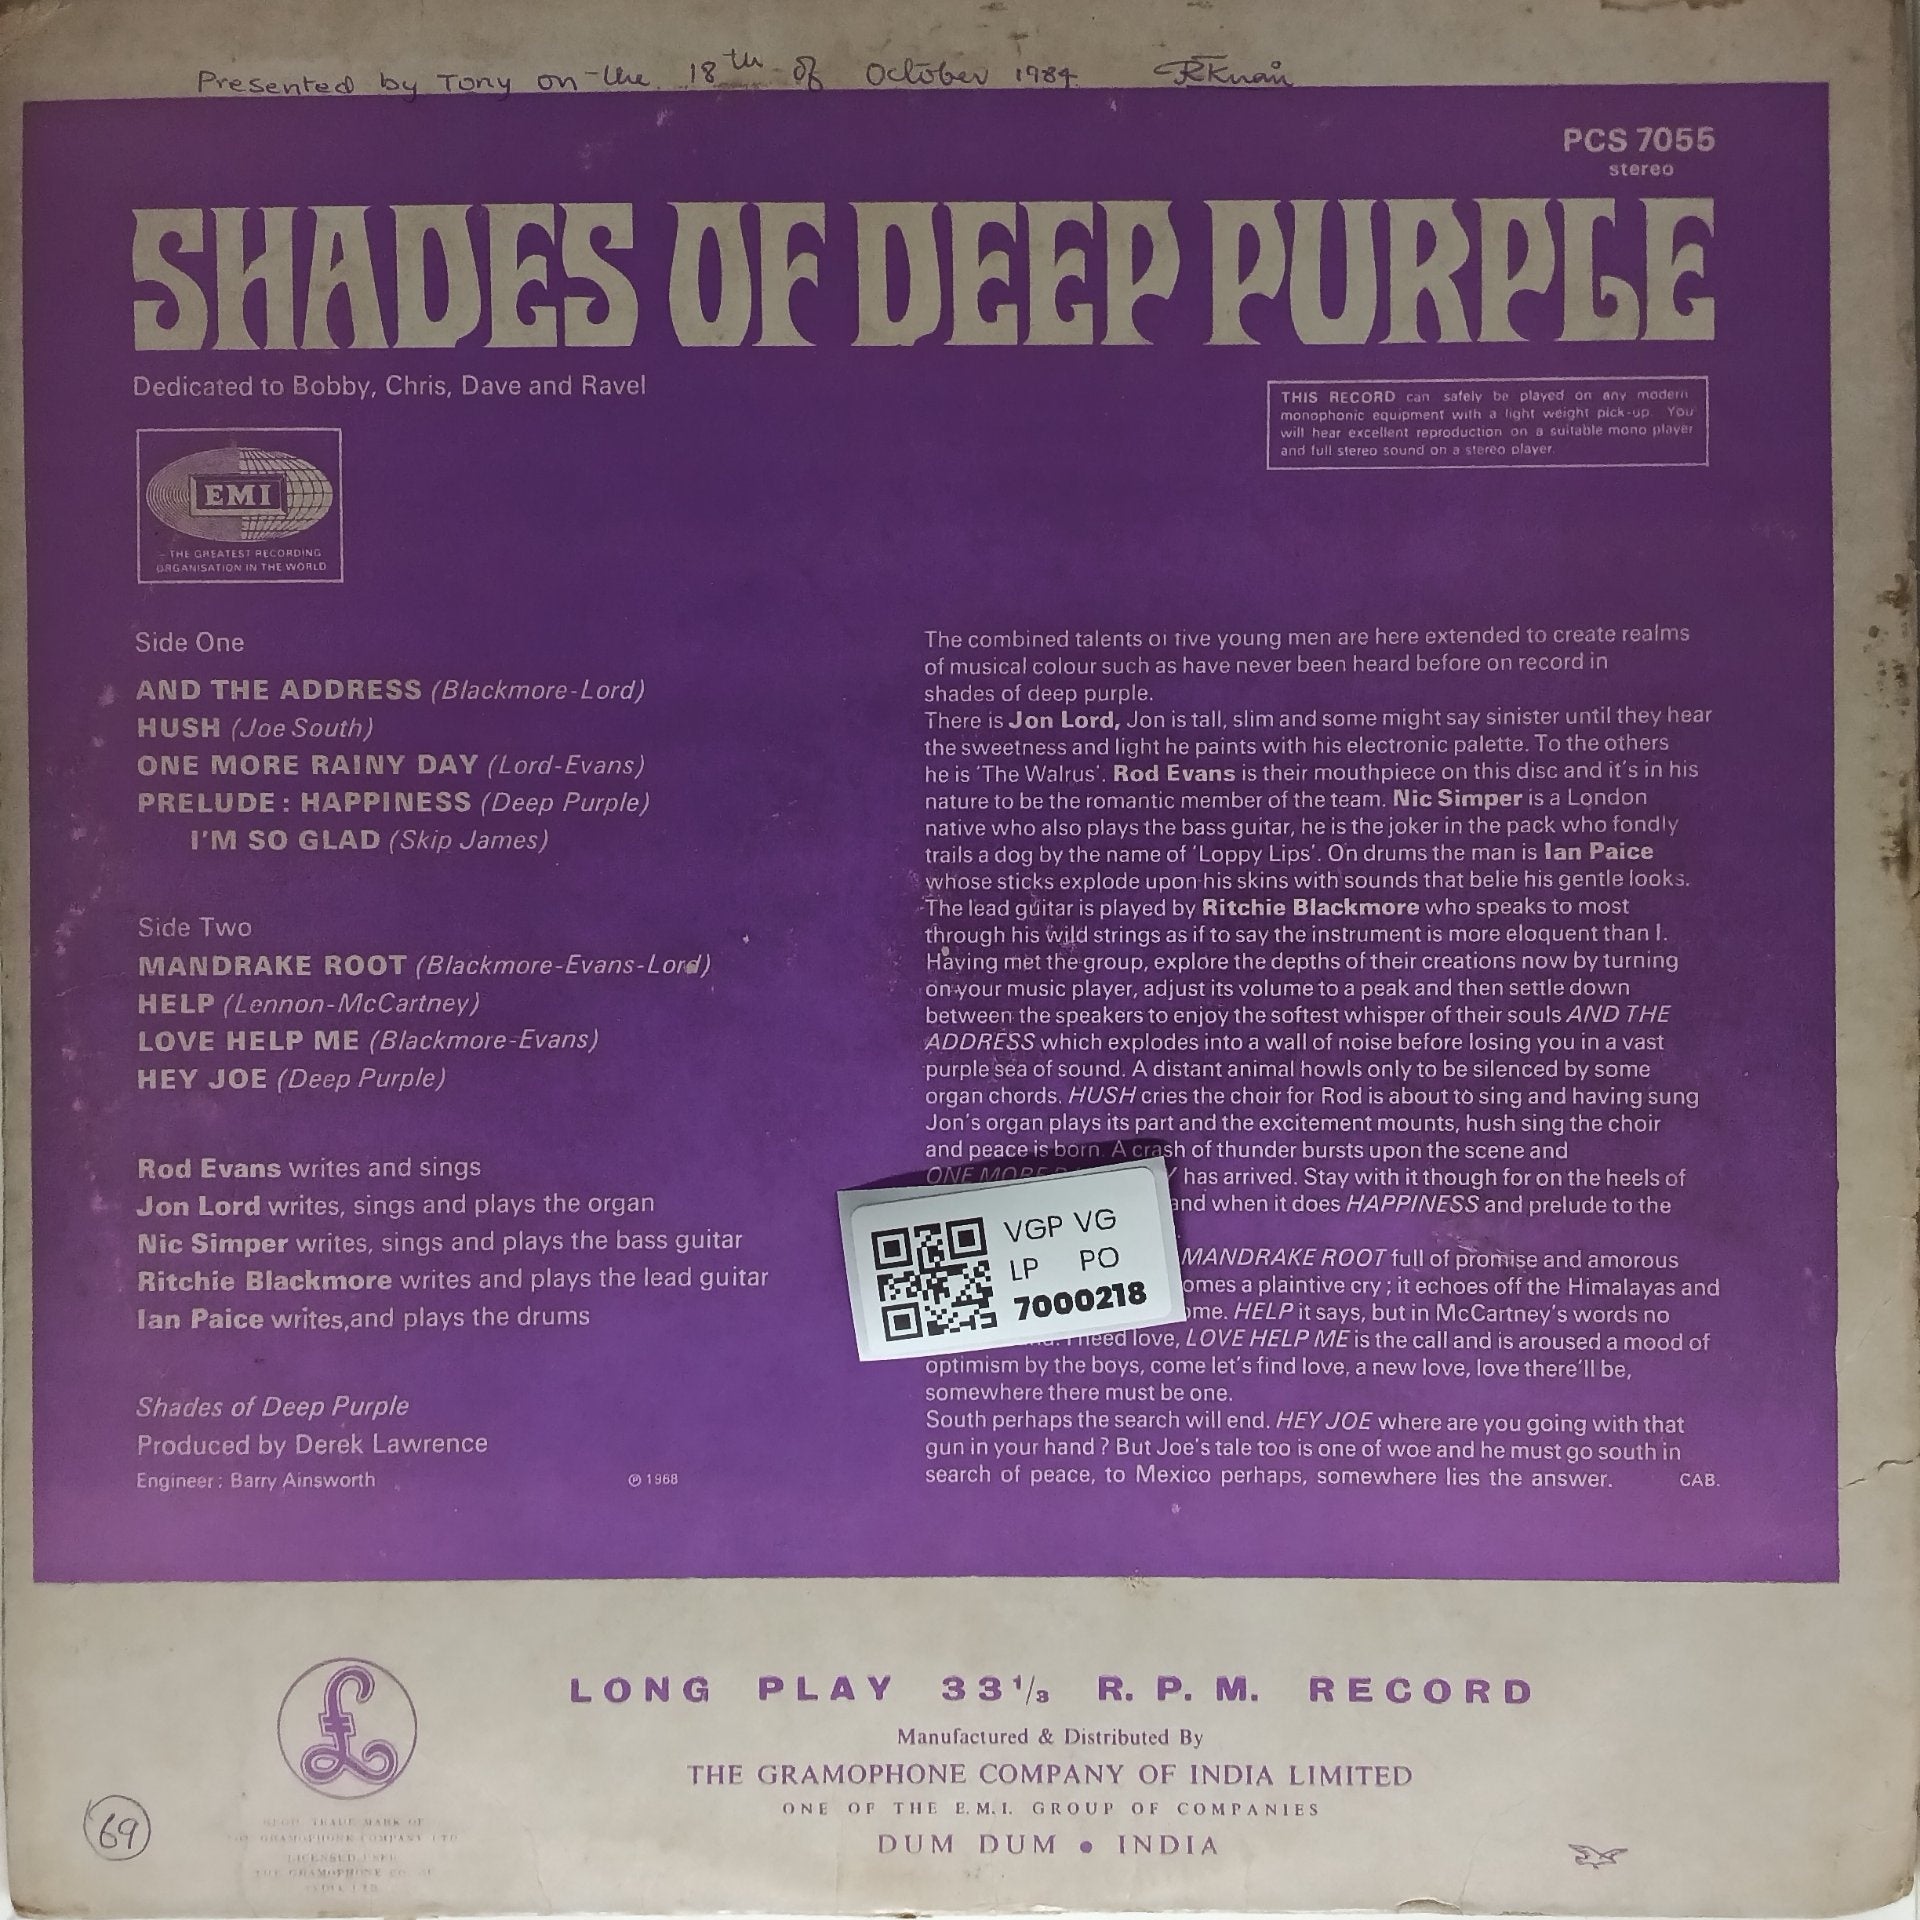 Presented by Tony on the 18th of October 1984
PCS 7055
stereo
SHADES OF DEEP PURPLE
Dedicated to Bobby, Chris, Dave and Ravel
THIS RECORD can safely be played on any modern
monophonic equipment with a light weight pick-up. You
will hear excellent reproduction on a suitable mono player
and full stereo sound on a stereo player.
EMI
THE GREATEST RECORDING
ORGANISATION IN THE WORLD
Side One
AND THE ADDRESS (Blackmore-Lord)
HUSH (Joe South)
ONE MORE RAINY DAY (Lord-Evans)
PRELUDE: HAPPINESS (Deep Purple)
I'M SO GLAD (Skip James)
Side Two
MANDRAKE ROOT (Blackmore-Evans-Lord)
HELP (Lennon-McCartney)
LOVE HELP ME (Blackmore-Evans)
HEY JOE (Deep Purple)
Rod Evans writes and sings
Jon Lord writes, sings and plays the organ
Nic Simper writes, sings and plays the bass guitar
Ritchie Blackmore writes and plays the lead guitar
Ian Paice writes,and plays the drums
Shades of Deep Purple
Produced by Derek Lawrence
Engineer: Barry Ainsworth
℗ 1968
The combined talents of five young men are here extended to create realms
of musical colour such as have never been heard before on record in
shades of deep purple.
There is Jon Lord, Jon is tall, slim and some might say sinister until they hear
the sweetness and light he paints with his electronic palette. To the others
he is 'The Walrus'. Rod Evans is their mouthpiece on this disc and it's in his
nature to be the romantic member of the team. Nic Simper is a London
native who also plays the bass guitar, he is the joker in the pack who fondly
trails a dog by the name of 'Loppy Lips'. On drums the man is Ian Paice
whose sticks explode upon his skins with sounds that belie his gentle looks.
The lead guitar is played by Ritchie Blackmore who speaks to most
through his wild strings as if to say the instrument is more eloquent than I.
Having met the group, explore the depths of their creations now by turning
on your music player, adjust its volume to a peak and then settle down
between the speakers to enjoy the softest whisper of their souls AND THE
ADDRESS which explodes into a wall of noise before losing you in a vast
purple sea of sound. A distant animal howls only to be silenced by some
organ chords. HUSH cries the choir for Rod is about to sing and having sung
Jon's organ plays its part and the excitement mounts, hush sing the choir
and peace is born. A crash of thunder bursts upon the scene and
ONE MORE has arrived. Stay with it though for on the heels of
and when it does HAPPINESS and prelude to the
MANDRAKE ROOT full of promise and amorous
a plaintive cry; it echoes off the Himalayas and
HELP it says, but in McCartney's words no
need love, LOVE HELP ME is the call and is aroused a mood of
optimism by the boys, come let's find love, a new love, love there'll be,
somewhere there must be one.
South perhaps the search will end. HEY JOE where are you going with that
gun in your hand? But Joe's tale too is one of woe and he must go south in
search of peace, to Mexico perhaps, somewhere lies the answer. CAB.
VGP VG
LP PO
7000218
LONG PLAY 33 1/3 R. P. M. RECORD
Manufactured & Distributed By
THE GRAMOPHONE COMPANY OF INDIA LIMITED
ONE OF THE E.M.I. GROUP OF COMPANIES
DUM DUM • INDIA
£
69
TRADE MARK OF
GRAMOPHONE COMPANY LTD
LICENSED USER
THE GRAMOPHONE CO. OF
INDIA LTD